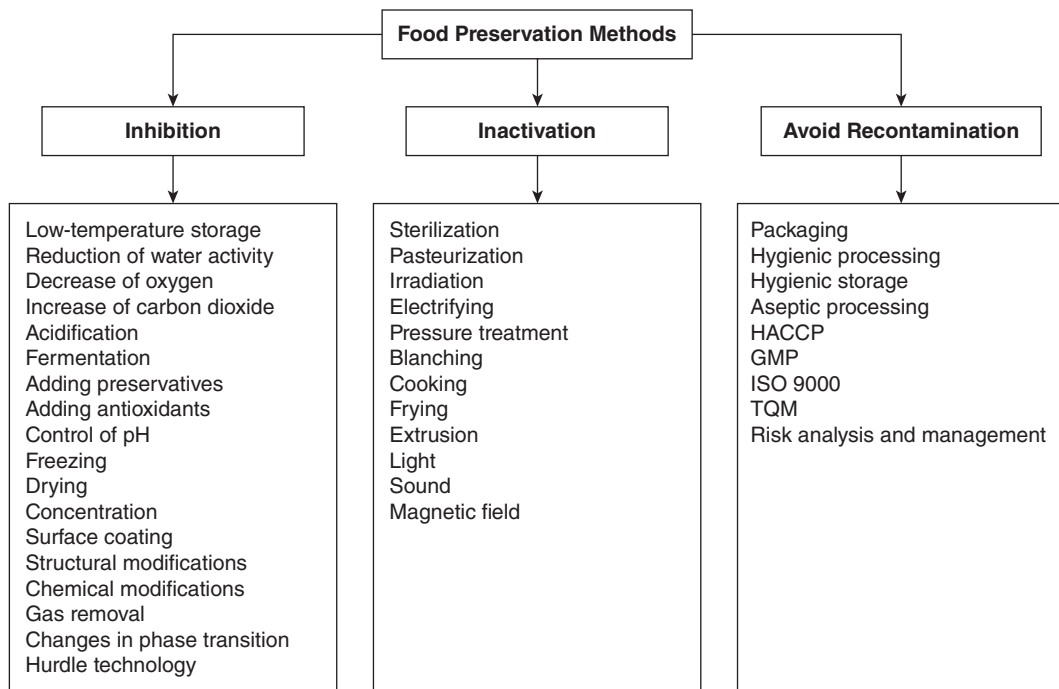 Food Preservation Methods
Inhibition
Inactivation
Avoid Recontamination
Low-temperature storage
Reduction of water activity
Decrease of oxygen
Increase of carbon dioxide
Acidification
Fermentation
Adding preservatives
Adding antioxidants
Control of pH
Freezing
Drying
Concentration
Surface coating
Structural modifications
Chemical modifications
Gas removal
Changes in phase transition
Hurdle technology
Sterilization
Pasteurization
Irradiation
Electrifying
Pressure treatment
Blanching
Cooking
Frying
Extrusion
Light
Sound
Magnetic field
Packaging
Hygienic processing
Hygienic storage
Aseptic processing
HACCP
GMP
ISO 9000
TQM
Risk analysis and management